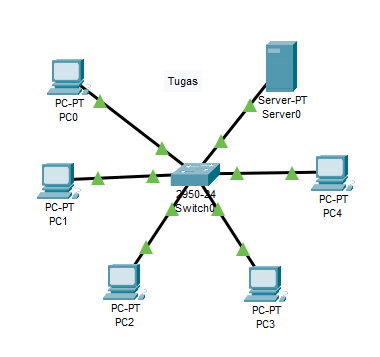 Tugas
PC-PT
PC0
Server-PT
Server0
PC-PT
PC1
2950-24
Switch0
PC-PT
PC4
PC-PT
PC2
PC-PT
PC3